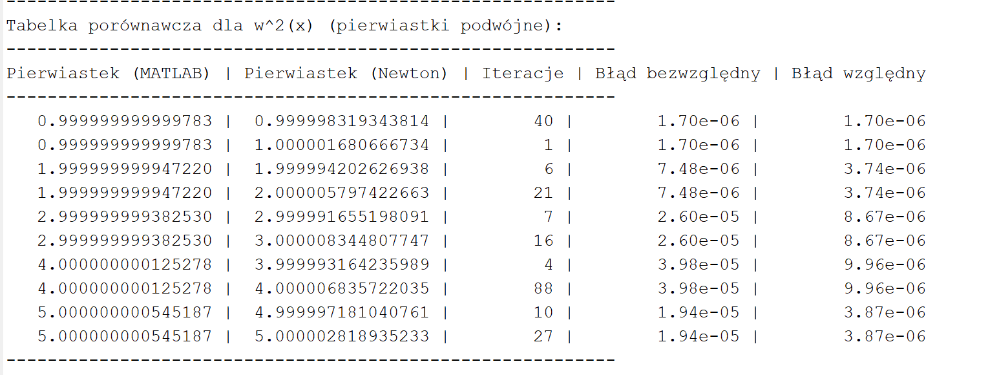 -----------------------------------------------------------
Tabelka porównawcza dla w^2(x) (pierwiastki podwójne):
-----------------------------------------------------------
Pierwiastek (MATLAB) | Pierwiastek (Newton) | Iteracje | Błąd bezwzględny | Błąd względny
-----------------------------------------------------------
0.999999999999783 | 0.999998319343814 | 40 | 1.70e-06 | 1.70e-06
0.999999999999783 | 1.000001680666734 | 1 | 1.70e-06 | 1.70e-06
1.999999999947220 | 1.999994202626938 | 6 | 7.48e-06 | 3.74e-06
1.999999999947220 | 2.000005797422663 | 21 | 7.48e-06 | 3.74e-06
2.999999999382530 | 2.999991655198091 | 7 | 2.60e-05 | 8.67e-06
2.999999999382530 | 3.000008344807747 | 16 | 2.60e-05 | 8.67e-06
4.000000000125278 | 3.999993164235989 | 4 | 3.98e-05 | 9.96e-06
4.000000000125278 | 4.000006835722035 | 88 | 3.98e-05 | 9.96e-06
5.000000000545187 | 4.999997181040761 | 10 | 1.94e-05 | 3.87e-06
5.000000000545187 | 5.000002818935233 | 27 | 1.94e-05 | 3.87e-06
-----------------------------------------------------------